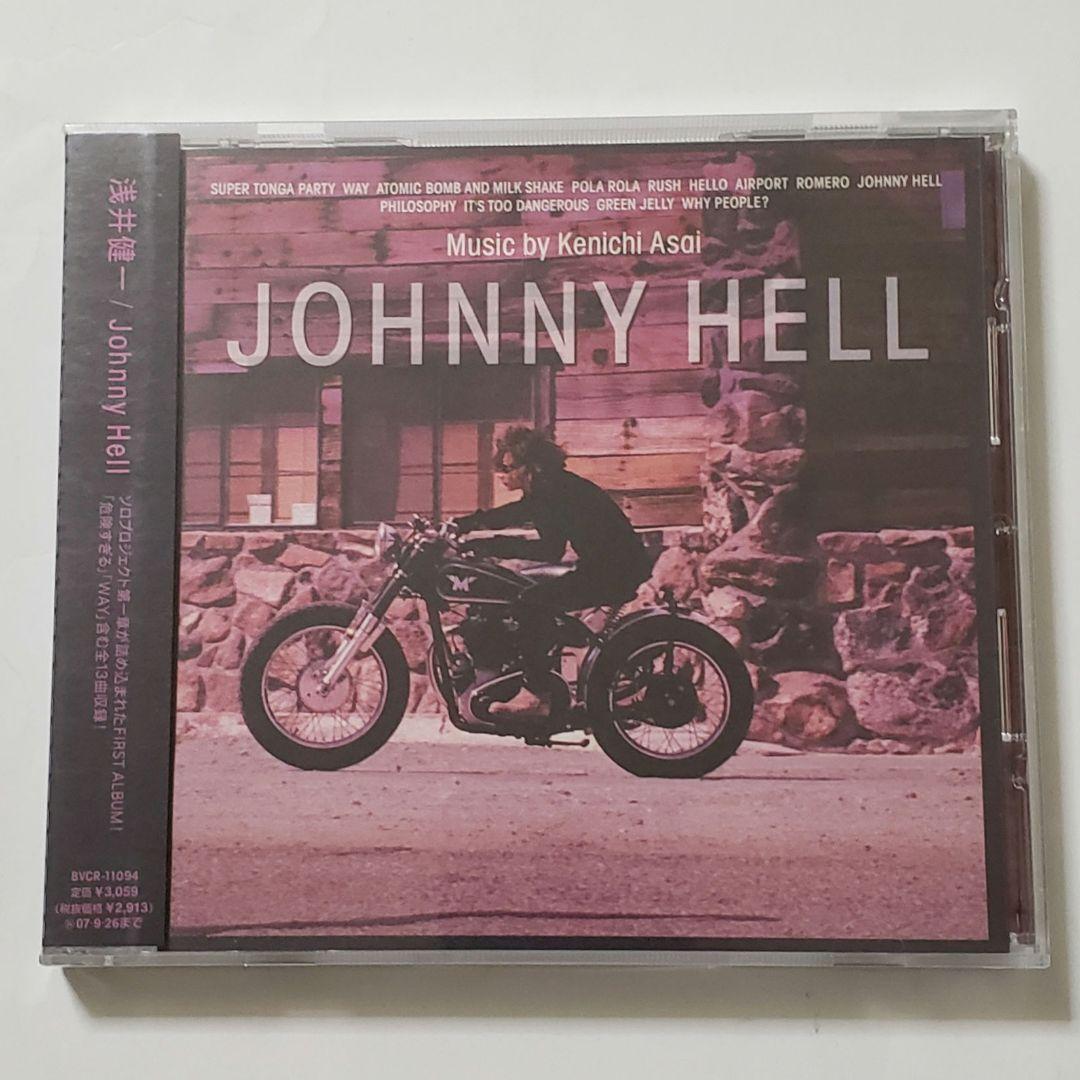 浅井健一 / Johnny Hell
ソロプロジェクト第一章が詰め込まれたFIRST ALBUM!
「危険すぎる」「WAY」含む全13曲収録!
BVCR-11094
定価 ¥3,059
(税抜価格 ¥2,913)
07·9·26まで
SUPER TONGA PARTY WAY ATOMIC BOMB AND MILK SHAKE POLA ROLA RUSH HELLO AIRPORT ROMERO JOHNNY HELL
PHILOSOPHY IT'S TOO DANGEROUS GREEN JELLY WHY PEOPLE?
Music by Kenichi Asai
JOHNNY HELL
M